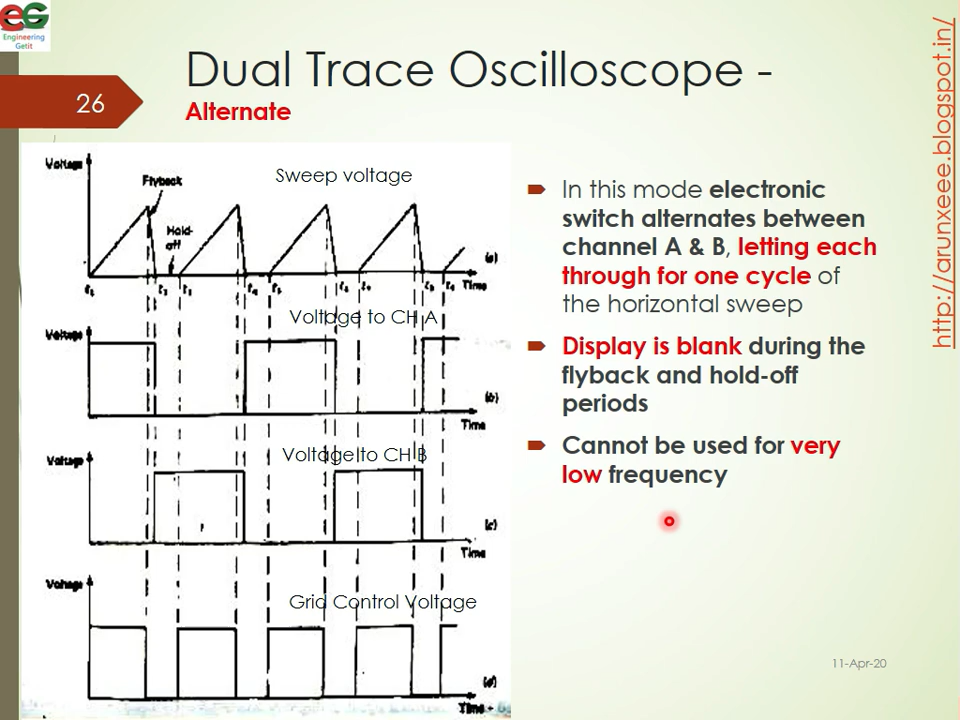 EG
Engineering
Getit
Dual Trace Oscilloscope -
Alternate
26
http://arunxeee.blogspot.in/
Voltage
Flyback
Sweep voltage
Hold-
off
(a)
Time
Voltage to CH A
Voltage
(b)
Time
Voltage to CH B
Voltage
(c)
Time
Voltage
Grid Control Voltage
(d)
Time
In this mode electronic
switch alternates between
channel A & B, letting each
through for one cycle of
the horizontal sweep
Display is blank during the
flyback and hold-off
periods
Cannot be used for very
low frequency
11-Apr-20